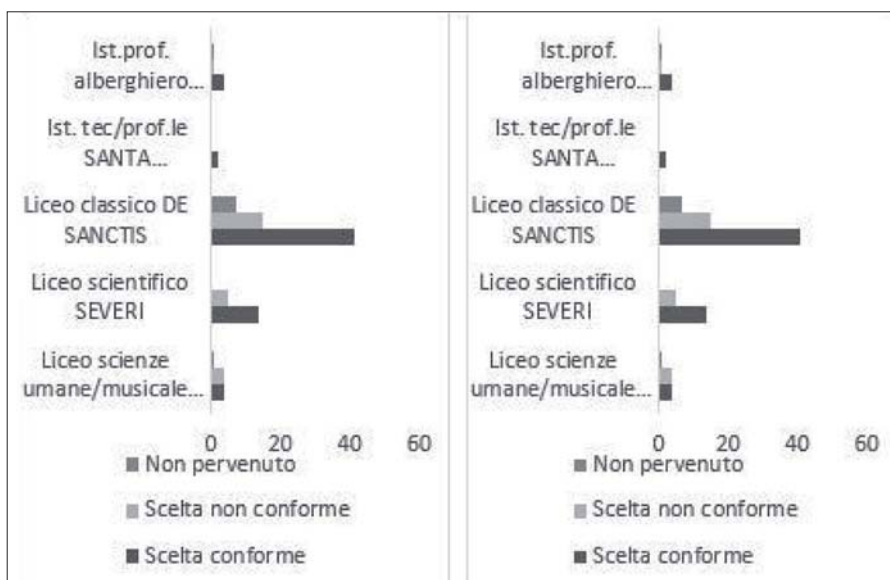 Ist.prof.
alberghiero...
Ist. tec/prof.le
SANTA...
Liceo classico DE
SANCTIS
Liceo scientifico
SEVERI
Liceo scienze
umane/musicale...
0 20 40 60
Non pervenuto
Scelta non conforme
Scelta conforme
Ist.prof.
alberghiero...
Ist. tec/prof.le
SANTA...
Liceo classico DE
SANCTIS
Liceo scientifico
SEVERI
Liceo scienze
umane/musicale...
0 20 40 60
Non pervenuto
Scelta non conforme
Scelta conforme